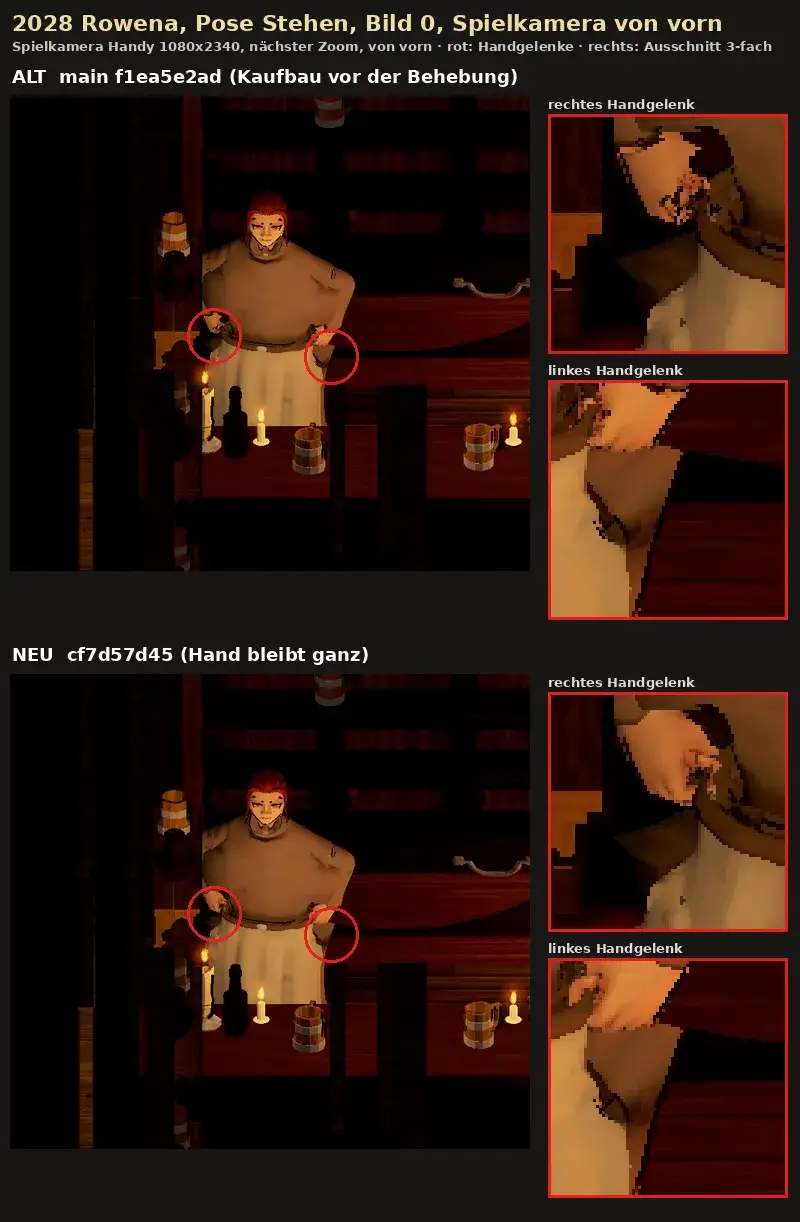 2028 Rowena, Pose Stehen, Bild 0, Spielkamera von vorn
Spielkamera Handy 1080x2340, nächster Zoom, von vorn · rot: Handgelenke · rechts: Ausschnitt 3-fach
ALT main f1ea5e2ad (Kaufbau vor der Behebung)
rechtes Handgelenk
linkes Handgelenk
NEU cf7d57d45 (Hand bleibt ganz)
rechtes Handgelenk
linkes Handgelenk